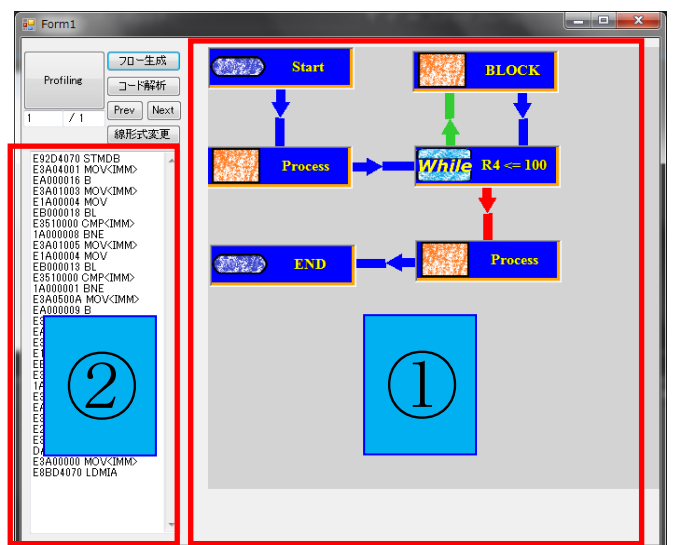 Form1
Profiling
フロー生成
コード解析
1 / 1
Prev Next
線形式変更
E92D4070 STMDB
E3A04001 MOV<IMM>
EA000016 B
E3A01003 MOV<IMM>
E1A00004 MOV
EB000018 BL
E3510000 CMP<IMM>
1A000008 BNE
E3A01005 MOV<IMM>
E1A00004 MOV
EB000013 BL
E3510000 CMP<IMM>
1A000001 BNE
E3A0500A MOV<IMM>
EA000009 B
E3A00000 MOV<IMM>
E8BD4070 LDMIA
②
Start
BLOCK
Process
While R4 <= 100
END
Process
①